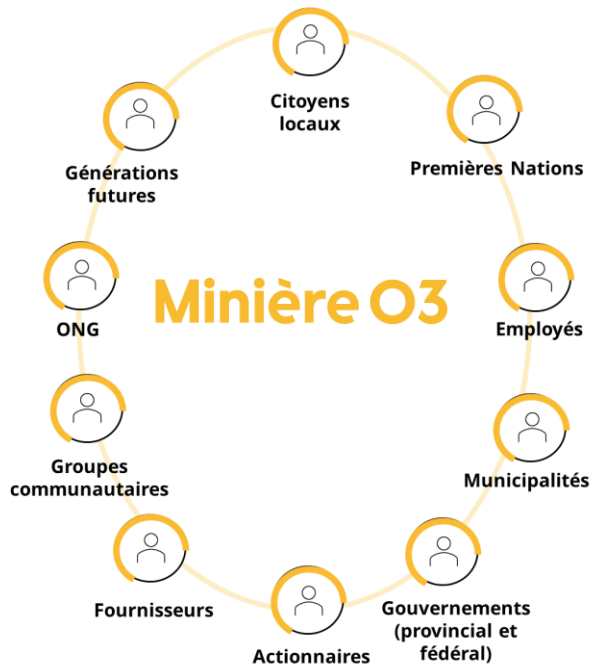 Citoyens
locaux
Premières Nations
Employés
Municipalités
Gouvernements
(provincial et
fédéral)
Actionnaires
Fournisseurs
Groupes
communautaires
ONG
Générations
futures
Minière O3